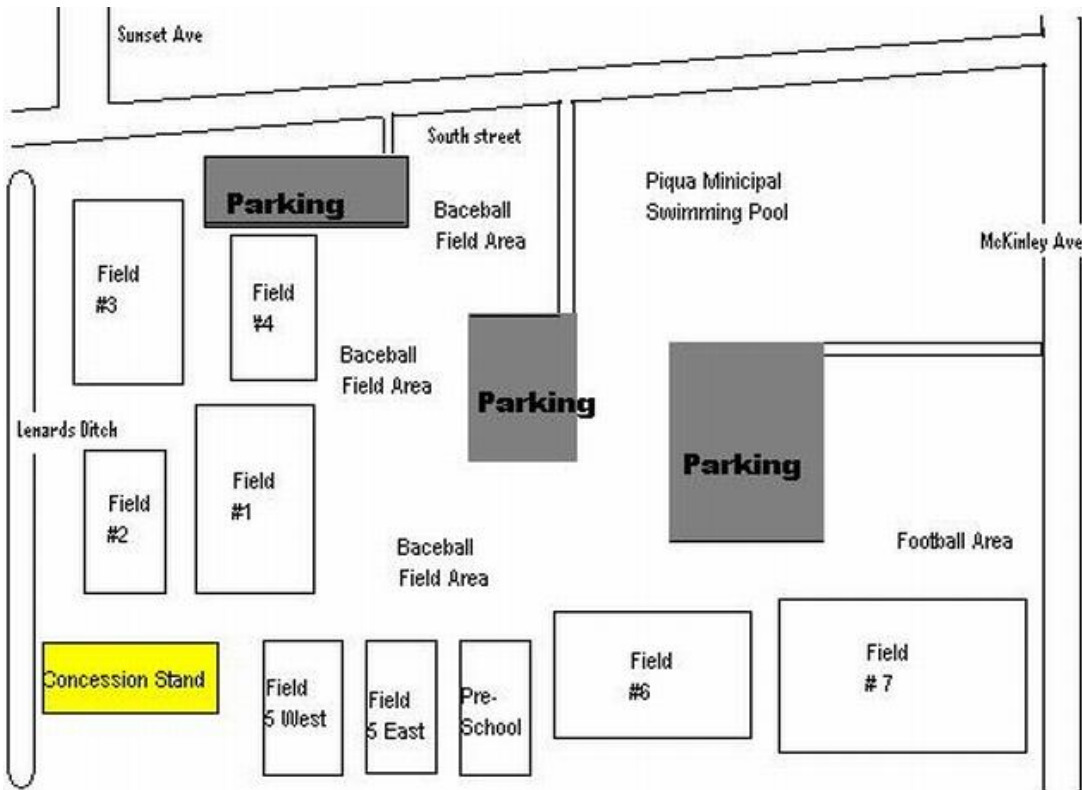 Sunset Ave
South street
Parking
Baceball
Field Area
Piqua Minicipal
Swimming Pool
McKinley Ave
Field
#3
Field
#4
Baceball
Field Area
Parking
Parking
Lenards Ditch
Field
#2
Field
#1
Baceball
Field Area
Football Area
Concession Stand
Field
5 West
Field
5 East
Pre-
School
Field
#6
Field
# 7